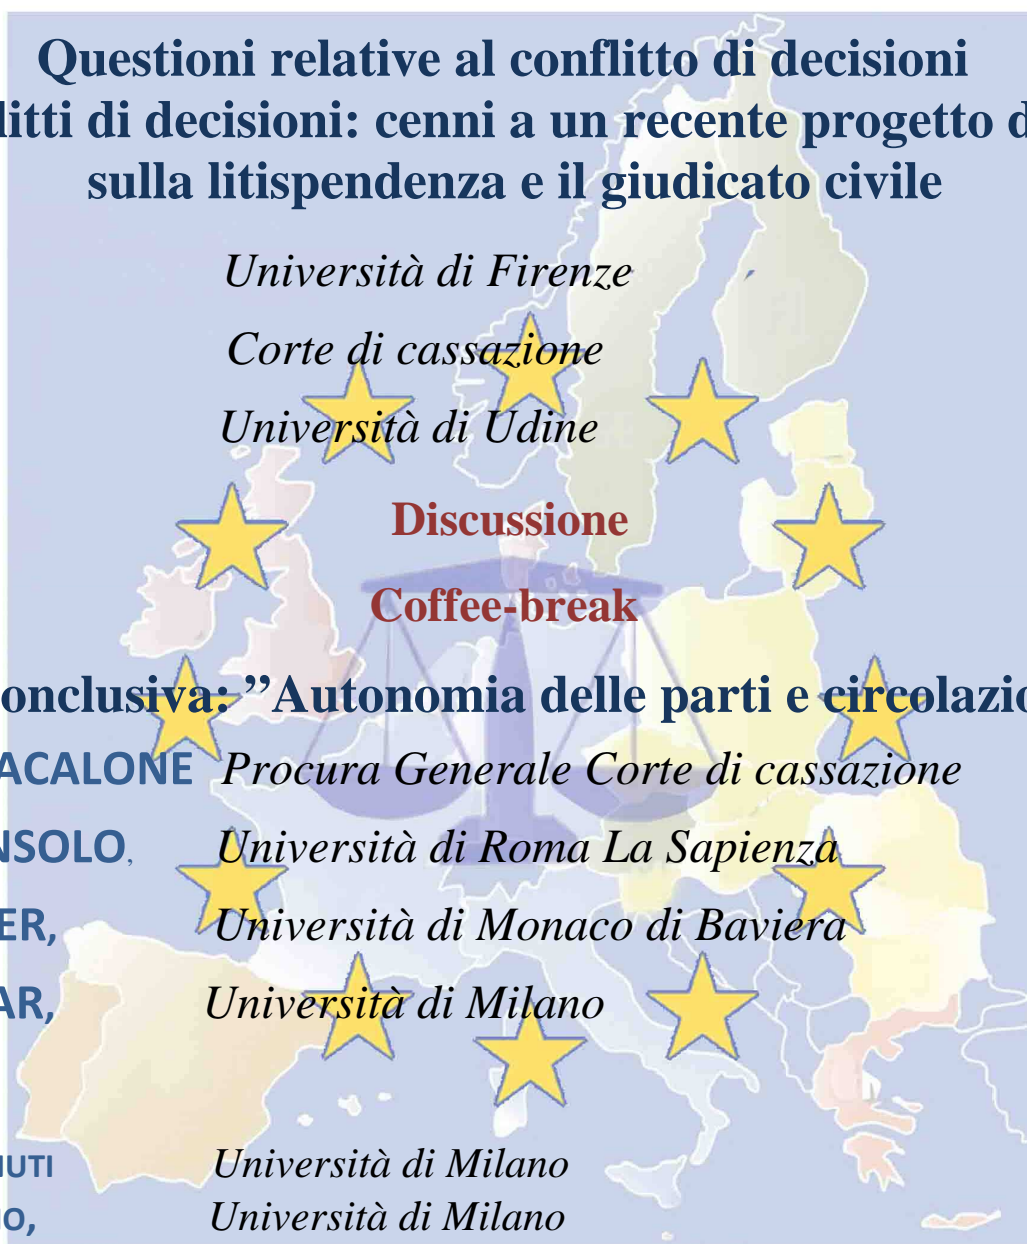 Questioni relative al conflitto di decisioni
litti di decisioni: cenni a un recente progetto d
sulla litispendenza e il giudicato civile
Università di Firenze
Corte di cassazione
Università di Udine
Discussione
Coffee-break
onclusiva: ”Autonomia delle parti e circolazio
ACALONE Procura Generale Corte di cassazione
NSOLO, Università di Roma La Sapienza
ER, Università di Monaco di Baviera
AR, Università di Milano
IUTI Università di Milano
IO, Università di Milano